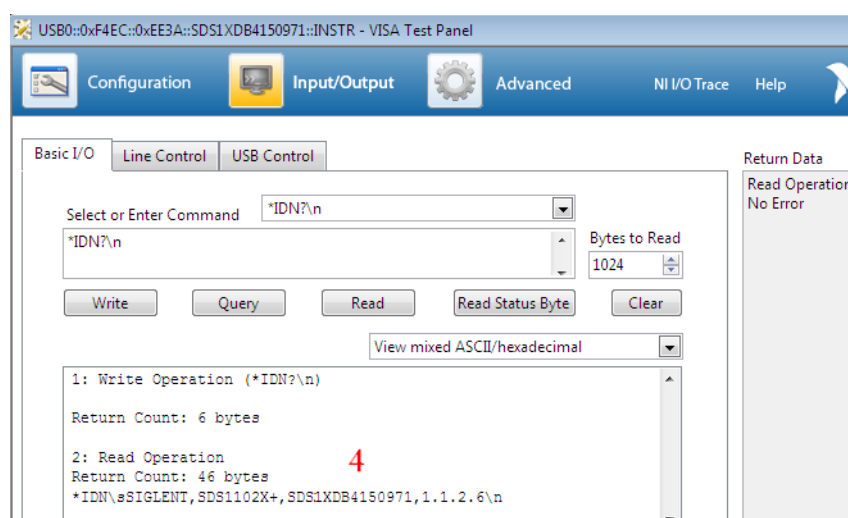 USB0::0xF4EC::0xEE3A::SDS1XDB4150971::INSTR - VISA Test Panel
Configuration Input/Output Advanced NI I/O Trace Help
Basic I/O Line Control USB Control
Return Data
Read Operation
No Error
Select or Enter Command *IDN?\n
*IDN?\n
Bytes to Read
1024
Write Query Read Read Status Byte Clear
View mixed ASCII/hexadecimal
1: Write Operation (*IDN?\n)
Return Count: 6 bytes
2: Read Operation
4
Return Count: 46 bytes
*IDN\sSIGLENT,SDS1102X+,SDS1XDB4150971,1.1.2.6\n